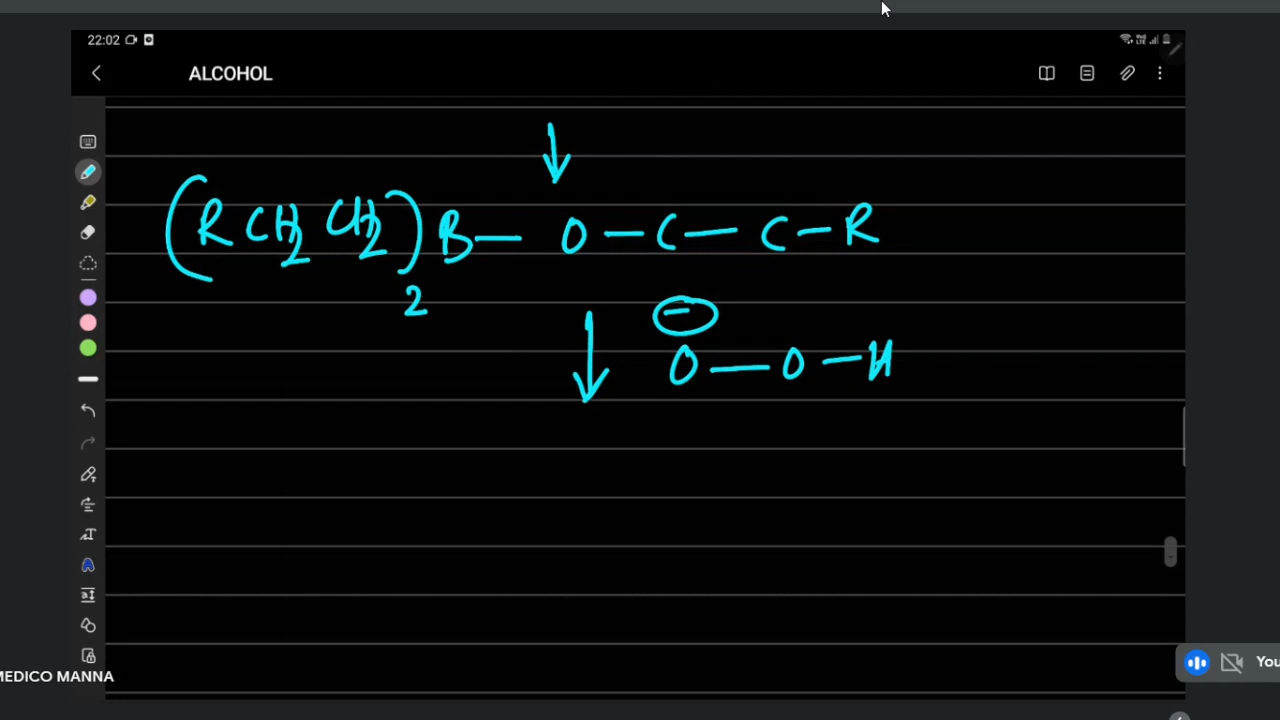 22:02
ALCOHOL
(RCH2CH2)2B— O—C—C—R
⊖
O—O—H
MEDICO MANNA
You